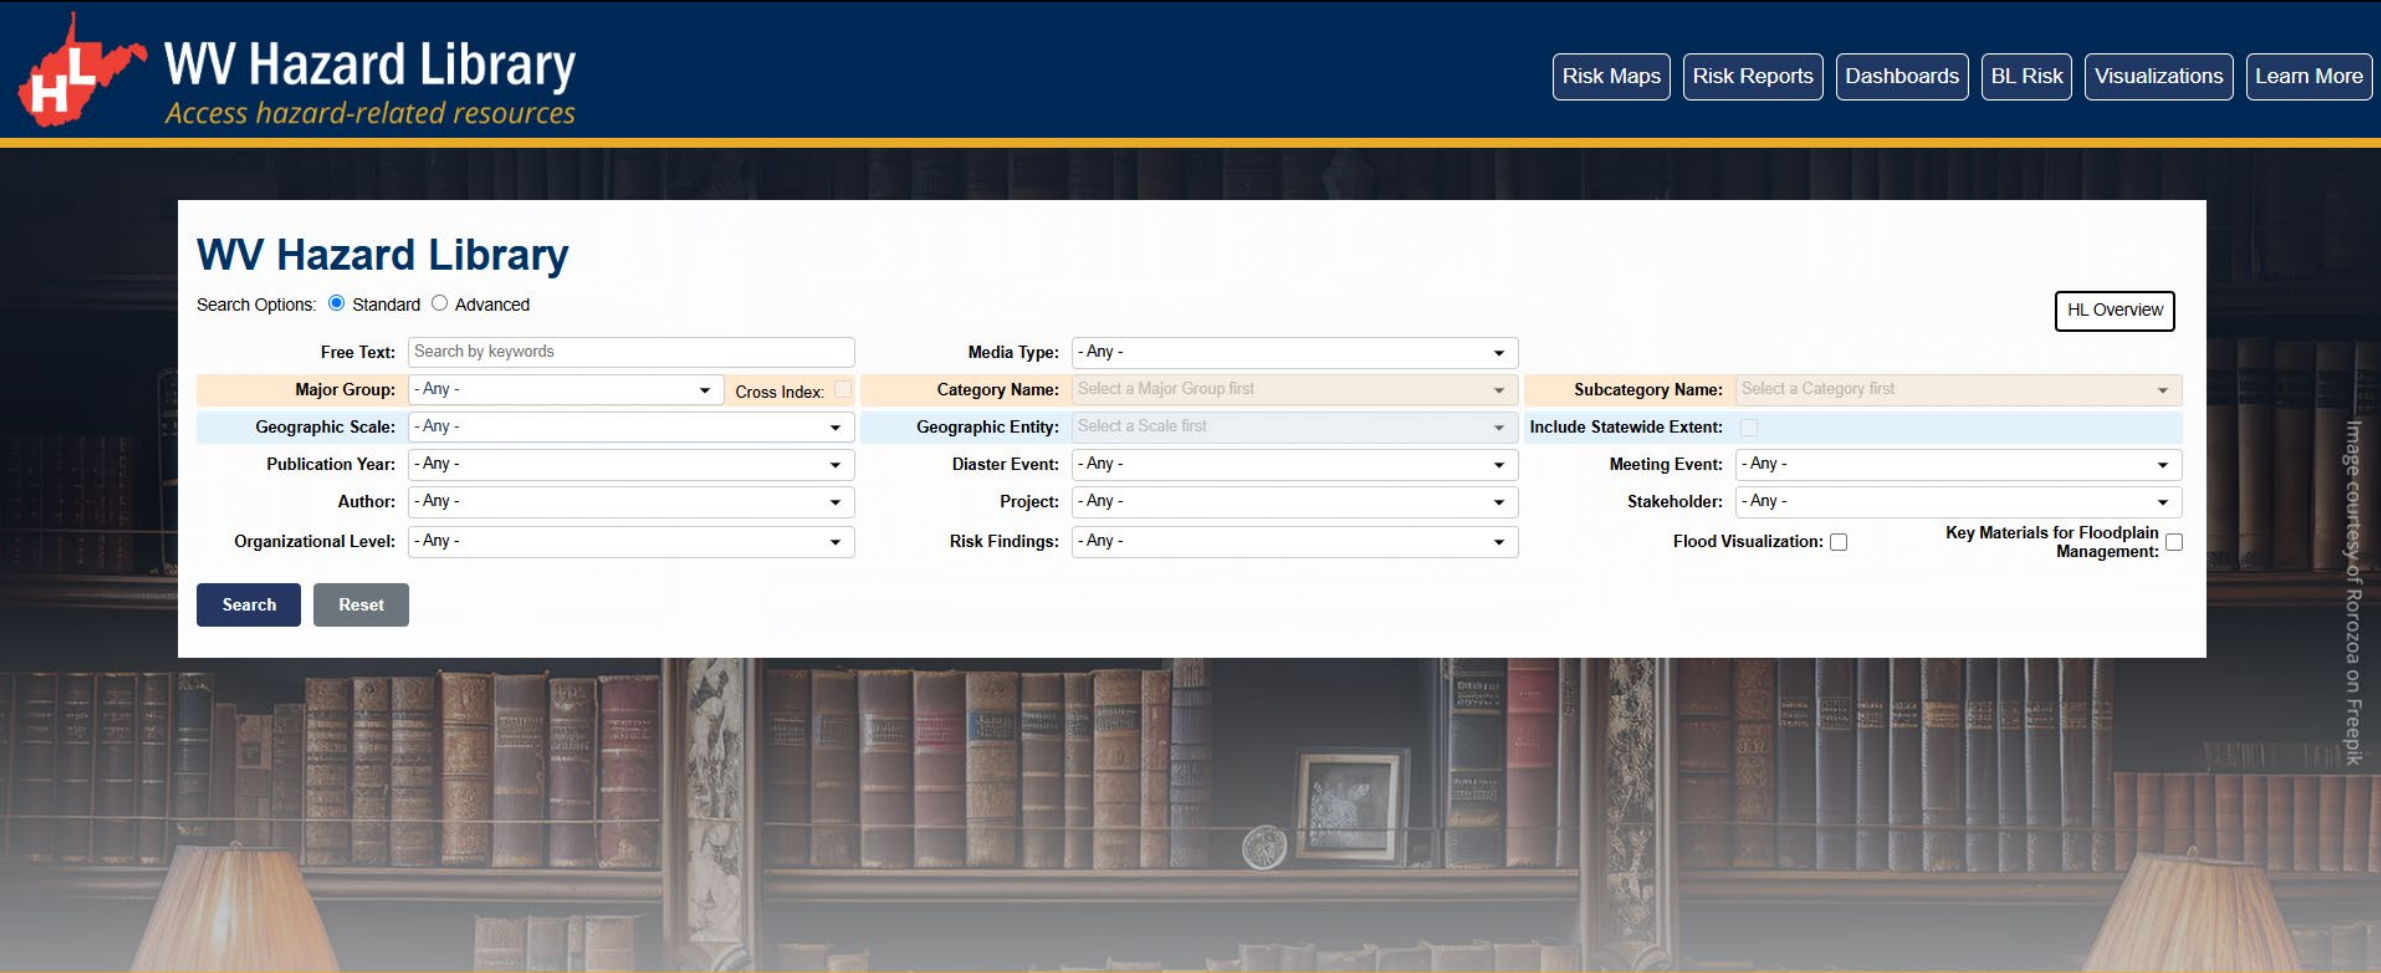 HL
WV Hazard Library
Access hazard-related resources
Risk Maps Risk Reports Dashboards BL Risk Visualizations Learn More
WV Hazard Library
Search Options: Standard Advanced
HL Overview
Free Text: Search by keywords Media Type: - Any -
Major Group: - Any - Cross Index: Category Name: Select a Major Group first Subcategory Name: Select a Category first
Geographic Scale: - Any - Geographic Entity: Select a Scale first Include Statewide Extent:
Publication Year: - Any - Diaster Event: - Any - Meeting Event: - Any -
Author: - Any - Project: - Any - Stakeholder: - Any -
Organizational Level: - Any - Risk Findings: - Any - Flood Visualization: Key Materials for Floodplain
Management:
Search Reset
Image courtesy of Rorozoa on Freepik